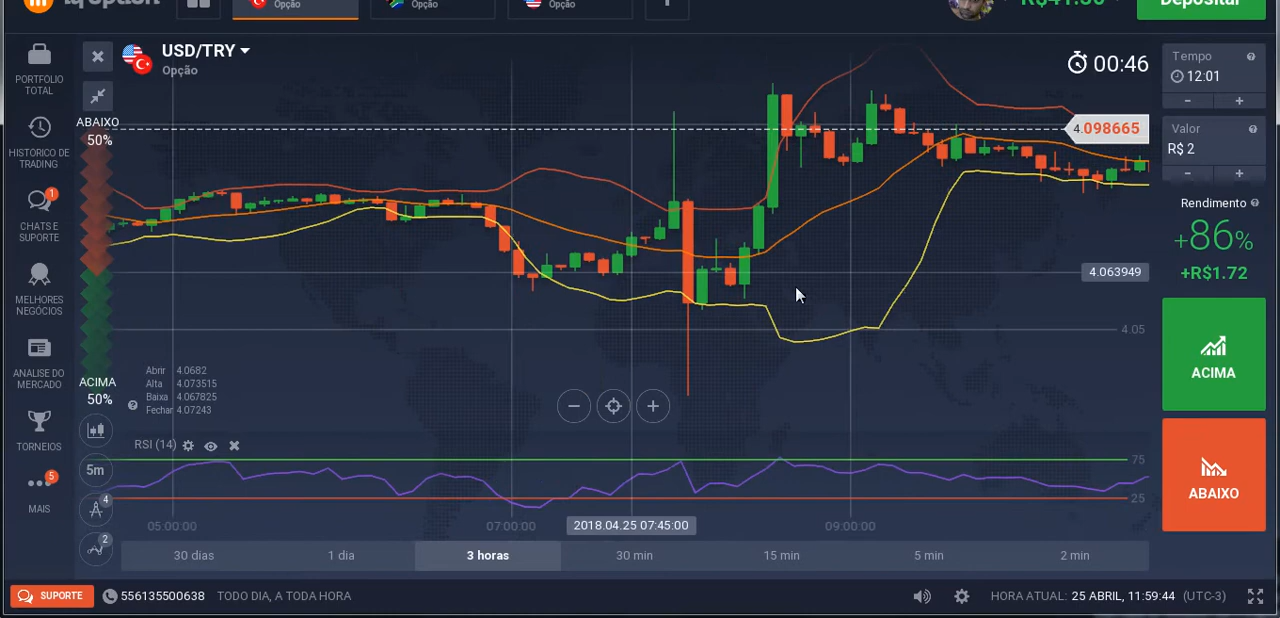 Opção
Opção
Opção
R$41.50
Depositar
USD/TRY
Opção
00:46
Tempo
12:01
- +
Valor
R$ 2
- +
Rendimento
+86%
+R$1.72
ACIMA
ABAIXO
PORTFOLIO
TOTAL
HISTÓRICO DE
TRADING
1
CHATS E
SUPORTE
MELHORES
NEGÓCIOS
ANALISE DO
MERCADO
TORNEIOS
5
MAIS
ABAIXO
50%
4.098665
4.063949
4.05
ACIMA
50%
Abrir 4.0682
Alta 4.073515
Baixa 4.067825
Fechar 4.07243
RSI (14)
75
25
5m
4
2
05:00:00
07:00:00
2018.04.25 07:45:00
09:00:00
30 dias
1 dia
3 horas
30 min
15 min
5 min
2 min
SUPORTE
556135500638
TODO DIA, A TODA HORA
HORA ATUAL: 25 ABRIL, 11:59:44 (UTC-3)